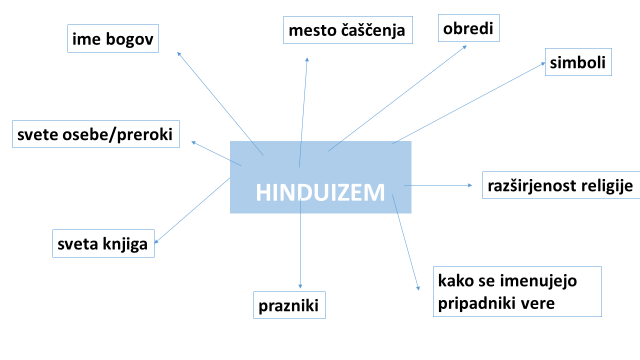 ime bogov
mesto čaščenja
obredi
simboli
svete osebe/preroki
HINDUIZEM
razširjenost religije
sveta knjiga
prazniki
kako se imenujejo
pripadniki vere